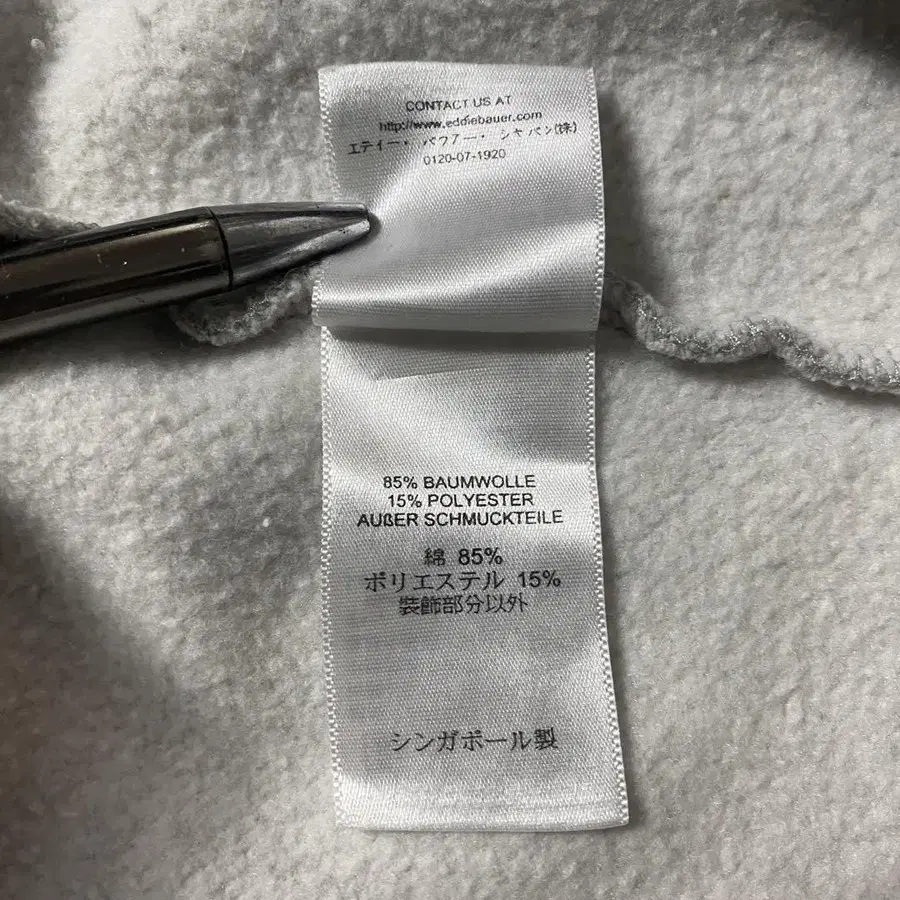 CONTACT US AT
http://www.eddiebauer.com
エディー・バウアー・ジャパン(株)
0120-07-1920
85% BAUMWOLLE
15% POLYESTER
AUßER SCHMUCKTEILE
綿 85%
ポリエステル 15%
装飾部分以外
シンガポール製